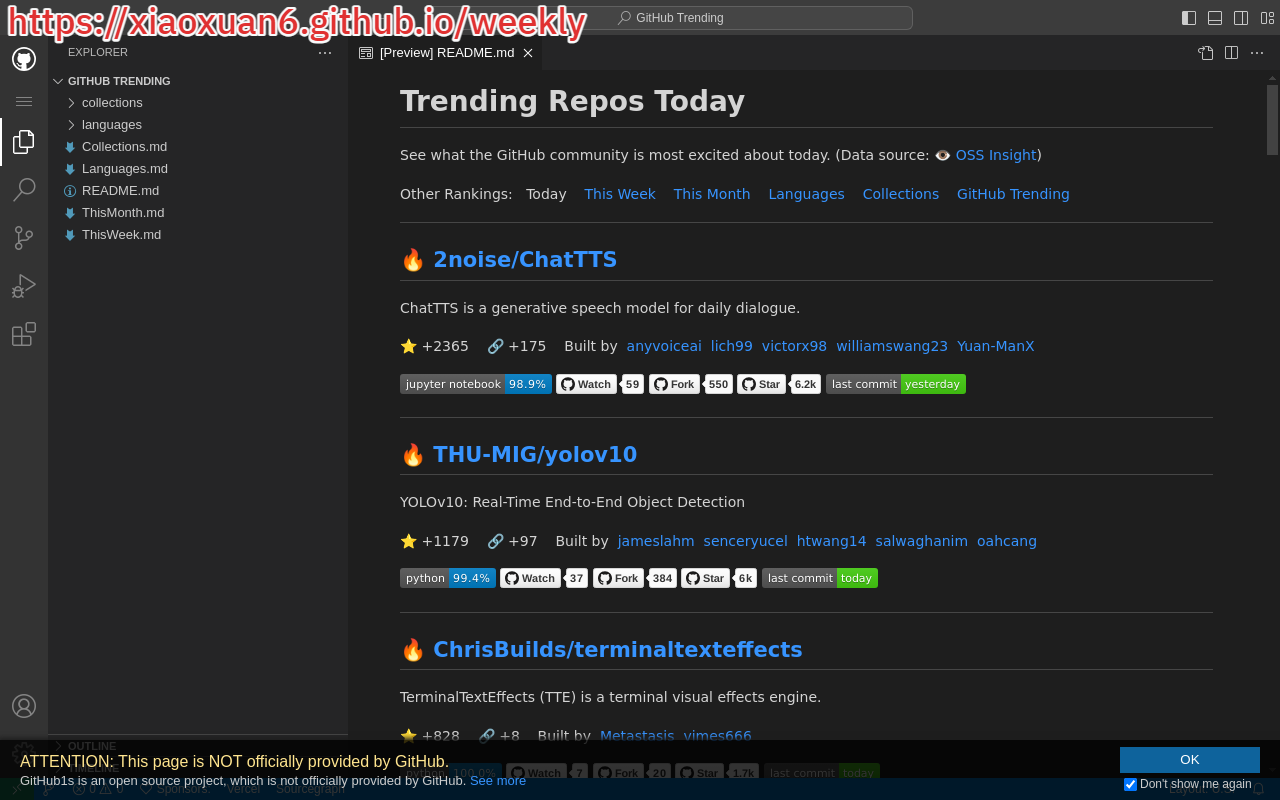 https://xiaoxuan6.github.io/weekly
GitHub Trending
EXPLORER
[Preview] README.md
GITHUB TRENDING
collections
languages
Collections.md
Languages.md
README.md
ThisMonth.md
ThisWeek.md
Trending Repos Today
See what the GitHub community is most excited about today. (Data source: 👁️ OSS Insight)
Other Rankings: Today This Week This Month Languages Collections GitHub Trending
🔥 2noise/ChatTTS
ChatTTS is a generative speech model for daily dialogue.
⭐ +2365 🔗 +175 Built by anyvoiceai lich99 victorx98 williamswang23 Yuan-ManX
jupyter notebook 98.9% Watch 59 Fork 550 Star 6.2k last commit yesterday
🔥 THU-MIG/yolov10
YOLOv10: Real-Time End-to-End Object Detection
⭐ +1179 🔗 +97 Built by jameslahm senceryucel htwang14 salwaghanim oahcang
python 99.4% Watch 37 Fork 384 Star 6k last commit today
🔥 ChrisBuilds/terminaltexteffects
TerminalTextEffects (TTE) is a terminal visual effects engine.
⭐ +828 🔗 +8 Built by Metastasis vimes666
python 100.0% Watch 7 Fork 20 Star 1.7k last commit today
OUTLINE
TIMELINE
ATTENTION: This page is NOT officially provided by GitHub.
GitHub1s is an open source project, which is not officially provided by GitHub. See more
OK
Don't show me again
0 0 Sponsors: Vercel Sourcegraph
Layout: